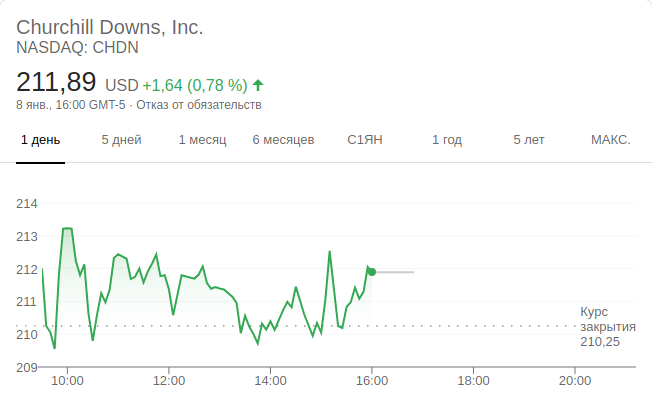 Churchill Downs, Inc.
NASDAQ: CHDN
211,89 USD +1,64 (0,78 %)
8 янв., 16:00 GMT-5 · Отказ от обязательств
1 день 5 дней 1 месяц 6 месяцев С1ЯН 1 год 5 лет МАКС.
214
213
212
211
Курс
закрытия
210,25
210
209
10:00 12:00 14:00 16:00 18:00 20:00